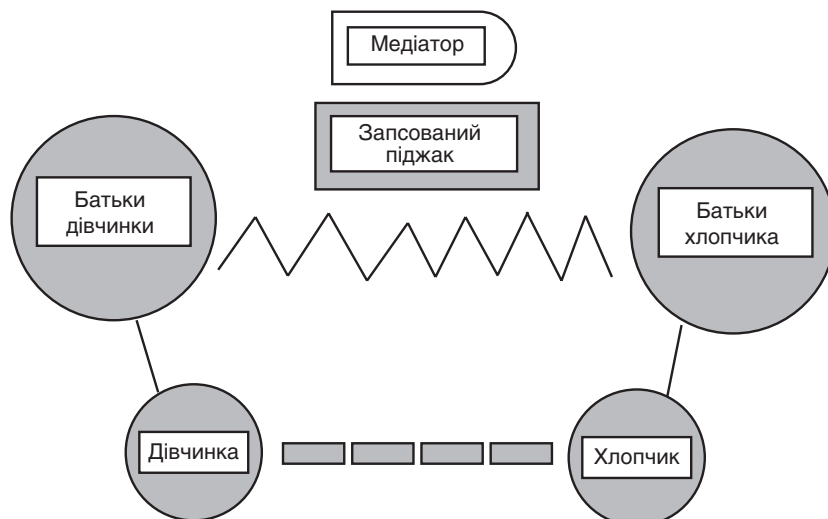 Медіатор
Запсований
піджак
Батьки
дівчинки
Батьки
хлопчика
Дівчинка
Хлопчик